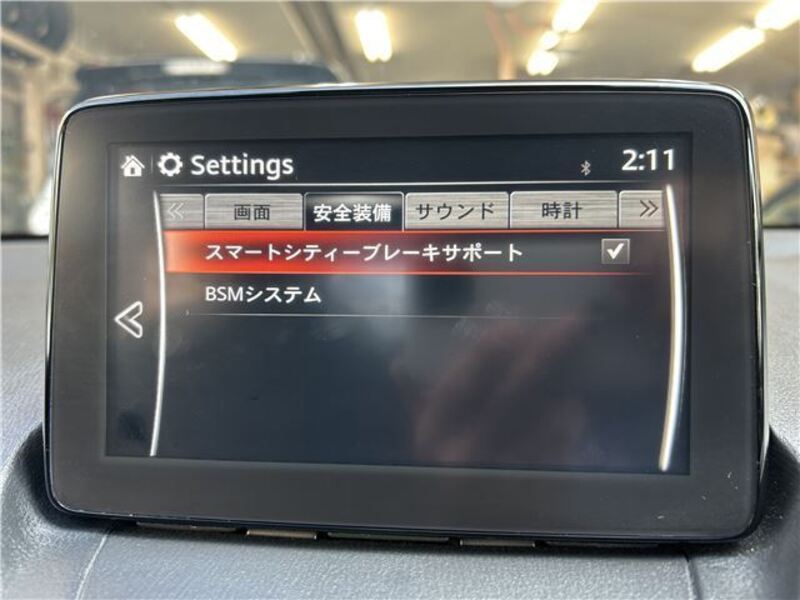 Settings 2:11
画面 安全装備 サウンド 時計
スマートシティーブレーキサポート
BSMシステム